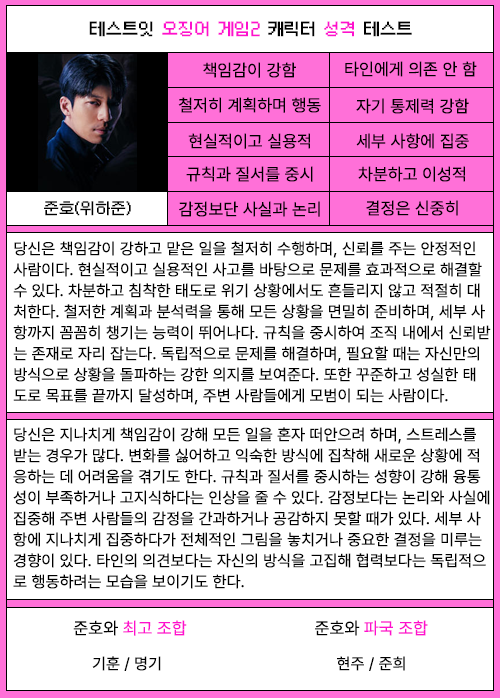 테스트잇 오징어 게임2 캐릭터 성격 테스트
책임감이 강함
타인에게 의존 안 함
철저히 계획하며 행동
자기 통제력 강함
현실적이고 실용적
세부 사항에 집중
규칙과 질서를 중시
차분하고 이성적
준호(위하준)
감정보단 사실과 논리
결정은 신중히
당신은 책임감이 강하고 맡은 일을 철저히 수행하며, 신뢰를 주는 안정적인
사람이다. 현실적이고 실용적인 사고를 바탕으로 문제를 효과적으로 해결할
수 있다. 차분하고 침착한 태도로 위기 상황에서도 흔들리지 않고 적절히 대
처한다. 철저한 계획과 분석력을 통해 모든 상황을 면밀히 준비하며, 세부 사
항까지 꼼꼼히 챙기는 능력이 뛰어나다. 규칙을 중시하여 조직 내에서 신뢰받
는 존재로 자리 잡는다. 독립적으로 문제를 해결하며, 필요할 때는 자신만의
방식으로 상황을 돌파하는 강한 의지를 보여준다. 또한 꾸준하고 성실한 태
도로 목표를 끝까지 달성하며, 주변 사람들에게 모범이 되는 사람이다.
당신은 지나치게 책임감이 강해 모든 일을 혼자 떠안으려 하며, 스트레스를
받는 경우가 많다. 변화를 싫어하고 익숙한 방식에 집착해 새로운 상황에 적
응하는 데 어려움을 겪기도 한다. 규칙과 질서를 중시하는 성향이 강해 융통
성이 부족하거나 고지식하다는 인상을 줄 수 있다. 감정보다는 논리와 사실에
집중해 주변 사람들의 감정을 간과하거나 공감하지 못할 때가 있다. 세부 사
항에 지나치게 집중하다가 전체적인 그림을 놓치거나 중요한 결정을 미루는
경향이 있다. 타인의 의견보다는 자신의 방식을 고집해 협력보다는 독립적으
로 행동하려는 모습을 보이기도 한다.
준호와 최고 조합
준호와 파국 조합
기훈 / 명기
현주 / 준희